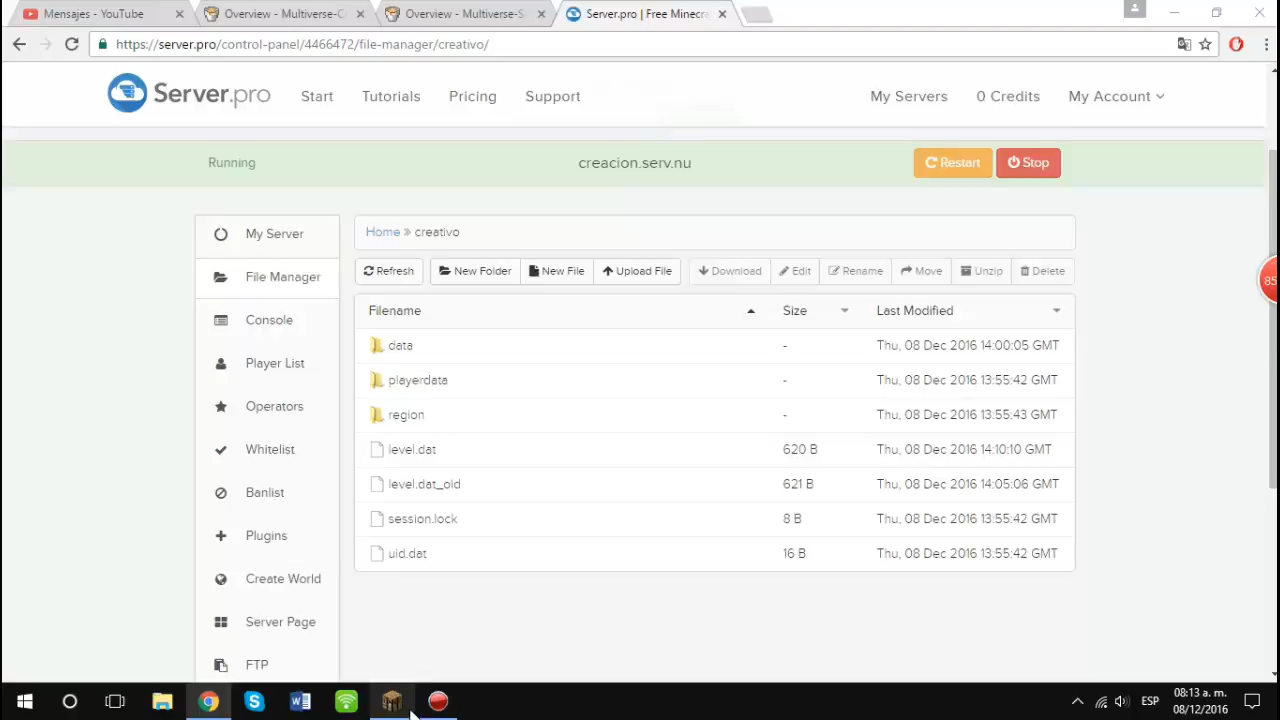 Mensajes - YouTube
Overview - Multiverse-C
Overview - Multiverse-S
Server.pro | Free Minecr
https://server.pro/control-panel/4466472/file-manager/creativo/
Server.pro
Start
Tutorials
Pricing
Support
My Servers
0 Credits
My Account
Running
creacion.serv.nu
Restart
Stop
My Server
File Manager
Console
Player List
Operators
Whitelist
Banlist
Plugins
Create World
Server Page
FTP
Home » creativo
Refresh
New Folder
New File
Upload File
Download
Edit
Rename
Move
Unzip
Delete
Filename Size Last Modified
data - Thu, 08 Dec 2016 14:00:05 GMT
playerdata - Thu, 08 Dec 2016 13:55:42 GMT
region - Thu, 08 Dec 2016 13:55:43 GMT
level.dat 620 B Thu, 08 Dec 2016 14:10:10 GMT
level.dat_old 621 B Thu, 08 Dec 2016 14:05:06 GMT
session.lock 8 B Thu, 08 Dec 2016 13:55:42 GMT
uid.dat 16 B Thu, 08 Dec 2016 13:55:42 GMT
85
ESP
08:13 a. m.
08/12/2016